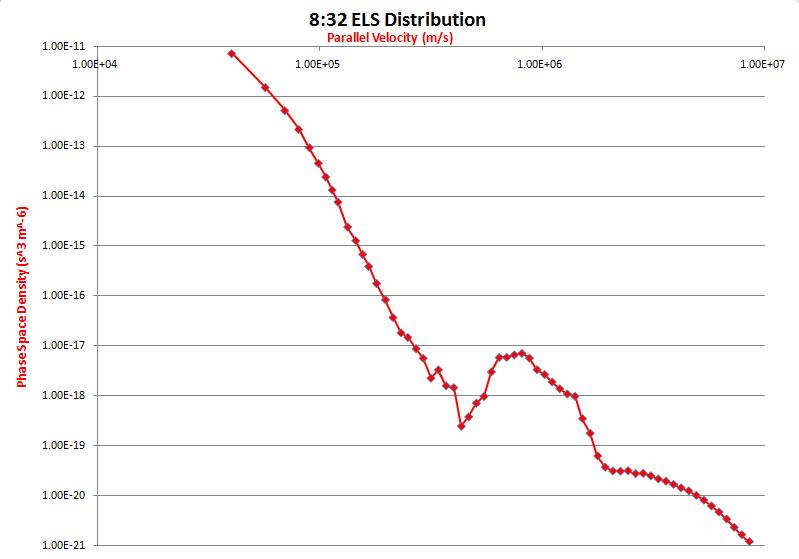 8:32 ELS Distribution
Parallel Velocity (m/s)
1.00E-11
1.00E+04 1.00E+05 1.00E+06 1.00E+07
1.00E-12
1.00E-13
1.00E-14
1.00E-15
1.00E-16
1.00E-17
1.00E-18
1.00E-19
1.00E-20
1.00E-21
Phase Space Density (s^3 m^-6)